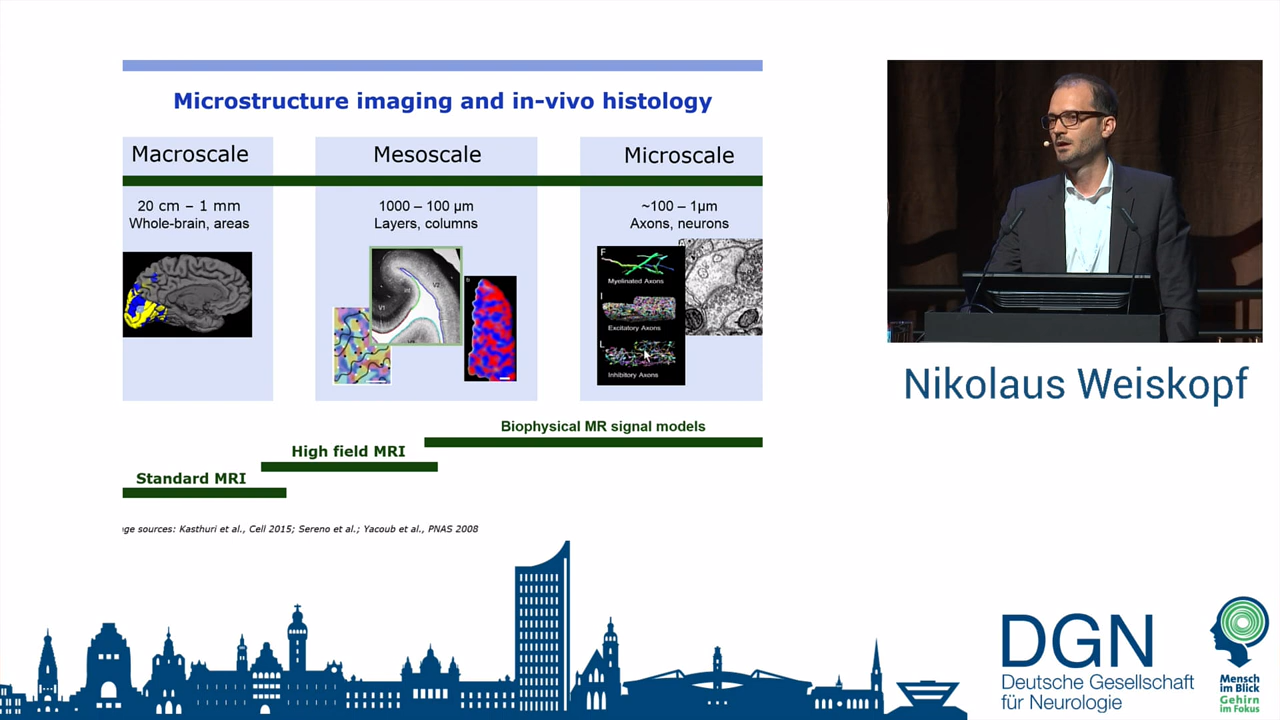 Microstructure imaging and in-vivo histology
Macroscale
20 cm – 1 mm
Whole-brain, areas
Mesoscale
1000 – 100 µm
Layers, columns
V1
V2
Microscale
~100 – 1µm
Axons, neurons
F
Myelinated Axons
I
Excitatory Axons
L
Inhibitory Axons
Biophysical MR signal models
High field MRI
Standard MRI
ge sources: Kasthuri et al., Cell 2015; Sereno et al.; Yacoub et al., PNAS 2008
Nikolaus Weiskopf
DGN
Deutsche Gesellschaft
für Neurologie
Mensch
im Blick
Gehirn
im Fokus